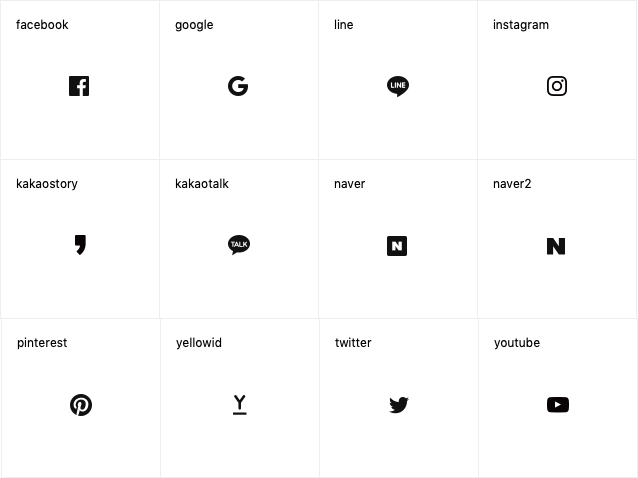 facebook
google
line
instagram
LINE
kakaostory
kakaotalk
naver
naver2
TALK
N
N
pinterest
yellowid
twitter
youtube
Y